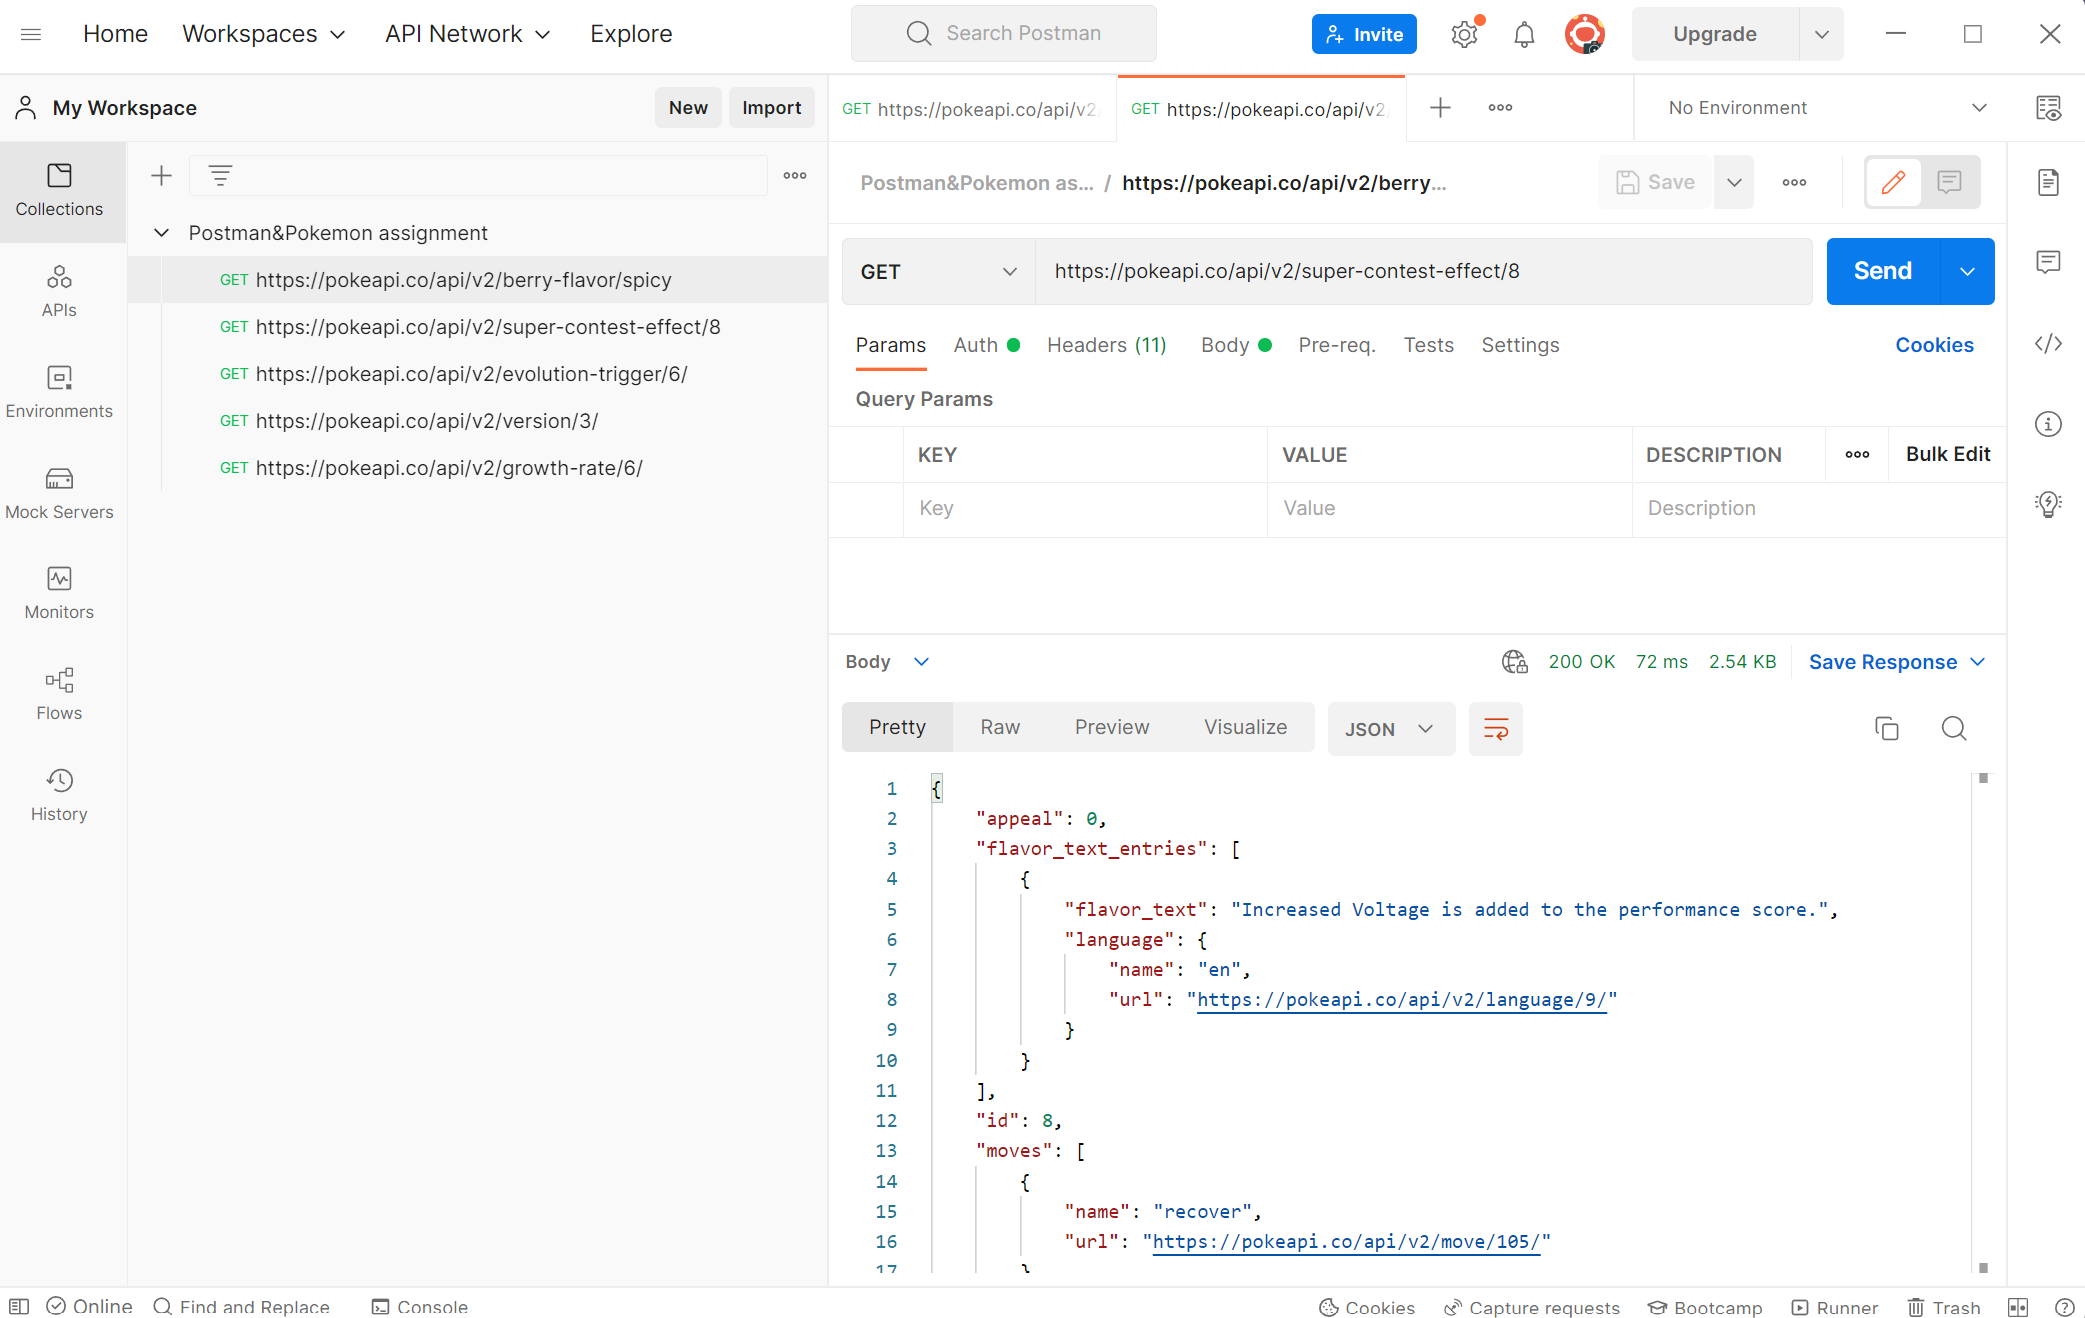 Home Workspaces API Network Explore Search Postman Invite Upgrade
My Workspace New Import
GET https://pokeapi.co/api/v2/ GET https://pokeapi.co/api/v2/ No Environment
Collections
APIs
Environments
Mock Servers
Monitors
Flows
History
Postman&Pokemon assignment
GET https://pokeapi.co/api/v2/berry-flavor/spicy
GET https://pokeapi.co/api/v2/super-contest-effect/8
GET https://pokeapi.co/api/v2/evolution-trigger/6/
GET https://pokeapi.co/api/v2/version/3/
GET https://pokeapi.co/api/v2/growth-rate/6/
Postman&Pokemon as... / https://pokeapi.co/api/v2/berry... Save
GET https://pokeapi.co/api/v2/super-contest-effect/8 Send
Params Auth Headers (11) Body Pre-req. Tests Settings Cookies
Query Params
KEY VALUE DESCRIPTION Bulk Edit
Key Value Description
Body 200 OK 72 ms 2.54 KB Save Response
Pretty Raw Preview Visualize JSON
1 {
2 "appeal": 0,
3 "flavor_text_entries": [
4 {
5 "flavor_text": "Increased Voltage is added to the performance score.",
6 "language": {
7 "name": "en",
8 "url": "https://pokeapi.co/api/v2/language/9/"
9 }
10 }
11 ],
12 "id": 8,
13 "moves": [
14 {
15 "name": "recover",
16 "url": "https://pokeapi.co/api/v2/move/105/"
17 }
Online Find and Replace Console Cookies Capture requests Bootcamp Runner Trash